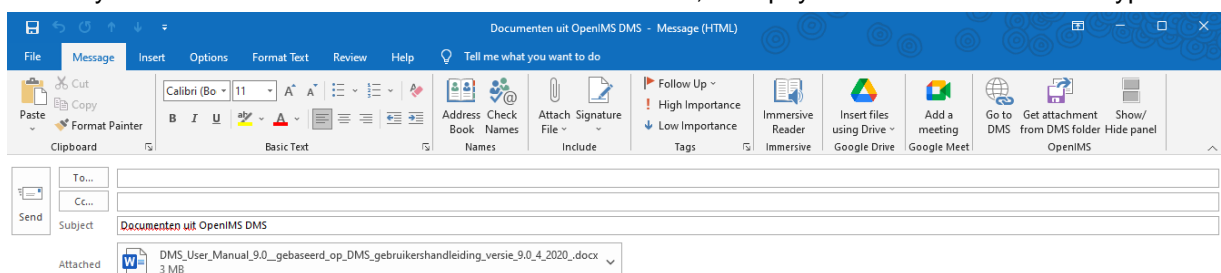 Documenten uit OpenIMS DMS - Message (HTML)
File Message Insert Options Format Text Review Help Tell me what you want to do
Paste
Cut
Copy
Format Painter
Clipboard
Calibri (Bo 11
B I U
Basic Text
Address Book
Check Names
Names
Attach File
Signature
Include
Follow Up
High Importance
Low Importance
Tags
Immersive Reader
Immersive
Insert files using Drive
Google Drive
Add a meeting
Google Meet
Go to DMS
Get attachment from DMS folder
Show/ Hide panel
OpenIMS
Send
To...
Cc...
Subject Documenten uit OpenIMS DMS
Attached DMS_User_Manual_9.0__gebaseerd_op_DMS_gebruikershandleiding_versie_9.0_4_2020_.docx
3 MB